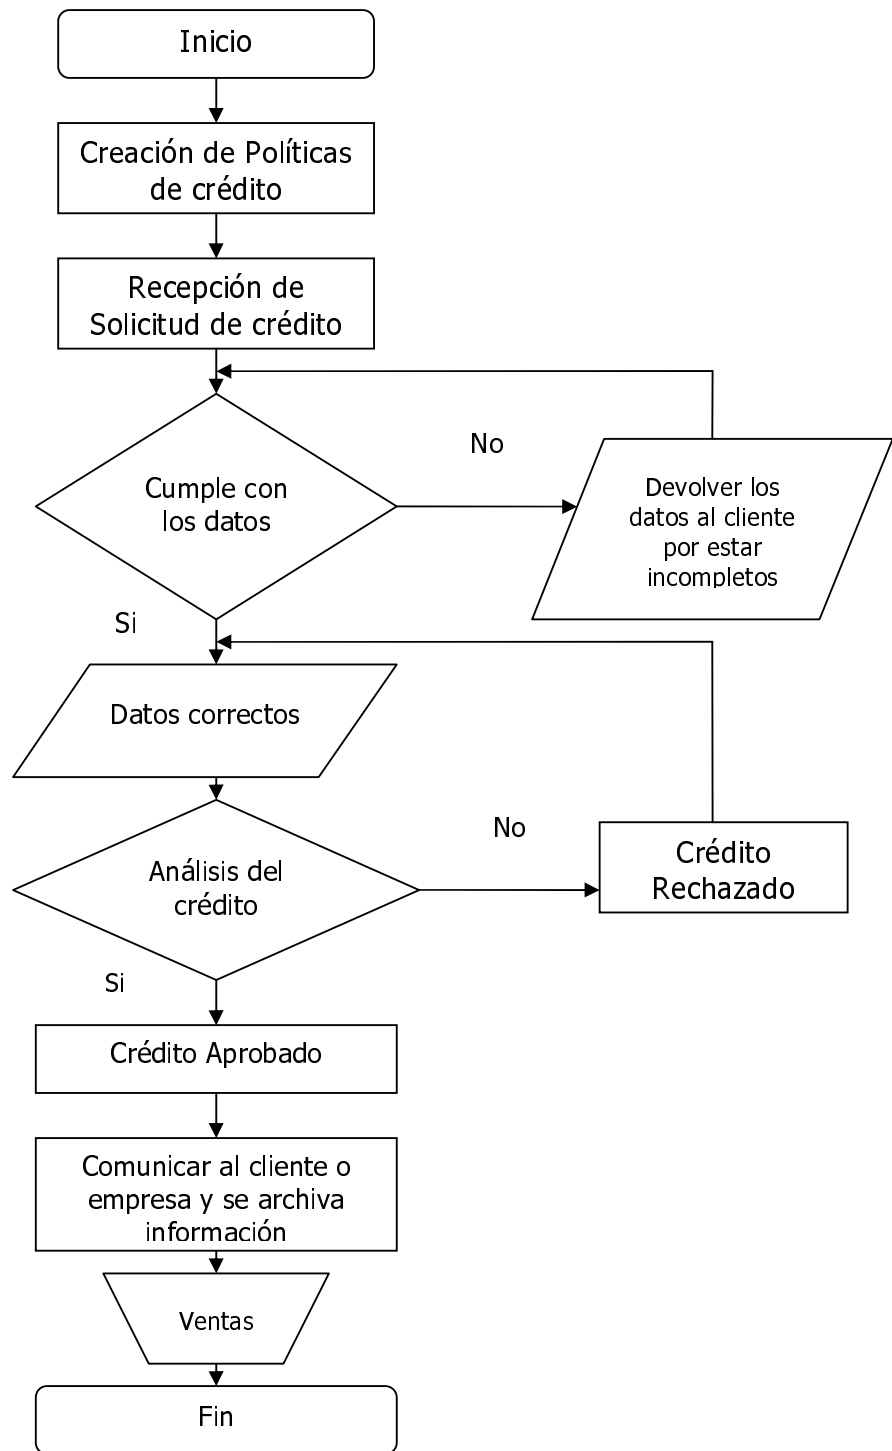 Inicio
Creación de Políticas
de crédito
Recepción de
Solicitud de crédito
No
Cumple con
los datos
Devolver los
datos al cliente
por estar
incompletos
Si
Datos correctos
No
Análisis del
crédito
Crédito
Rechazado
Si
Crédito Aprobado
Comunicar al cliente o
empresa y se archiva
información
Ventas
Fin